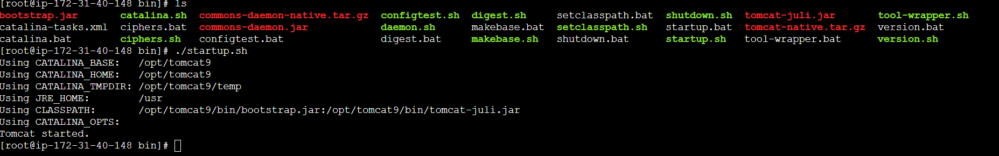 [root@ip-172-31-40-148 bin]# ls
bootstrap.jar catalina.sh commons-daemon-native.tar.gz configtest.sh digest.sh setclasspath.bat shutdown.sh tomcat-juli.jar tool-wrapper.sh
catalina-tasks.xml ciphers.bat commons-daemon.jar daemon.sh makebase.bat setclasspath.sh startup.bat tomcat-native.tar.gz version.bat
catalina.bat ciphers.sh configtest.bat digest.bat makebase.sh shutdown.bat startup.sh tool-wrapper.bat version.sh
[root@ip-172-31-40-148 bin]# ./startup.sh
Using CATALINA_BASE: /opt/tomcat9
Using CATALINA_HOME: /opt/tomcat9
Using CATALINA_TMPDIR: /opt/tomcat9/temp
Using JRE_HOME: /usr
Using CLASSPATH: /opt/tomcat9/bin/bootstrap.jar:/opt/tomcat9/bin/tomcat-juli.jar
Using CATALINA_OPTS:
Tomcat started.
[root@ip-172-31-40-148 bin]#